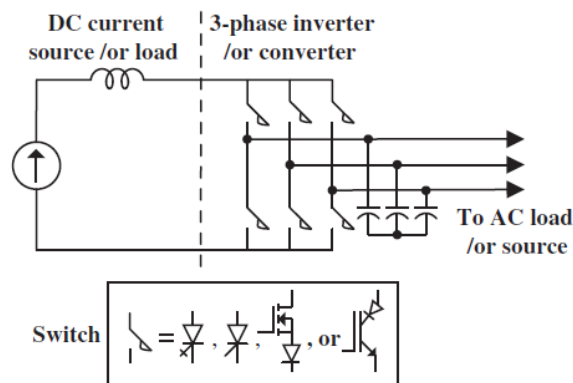 DC current
source /or load
3-phase inverter
/or converter
To AC load
/or source
Switch = , , , or